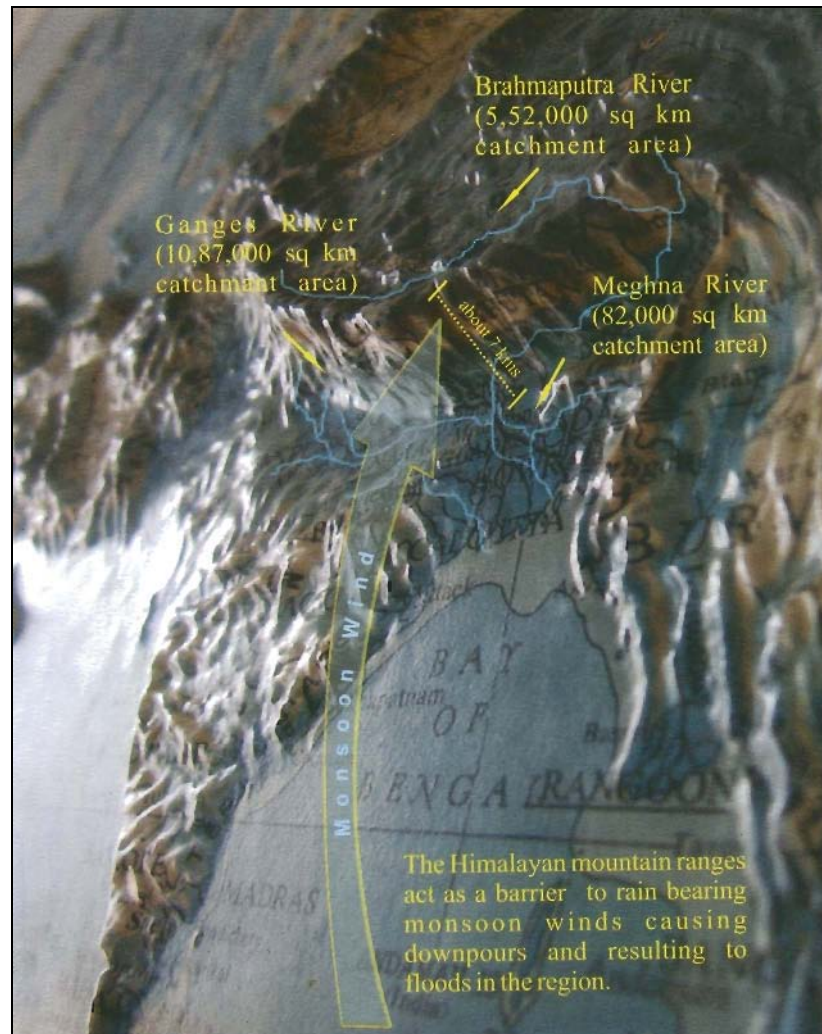 Brahmaputra River
(5,52,000 sq km
catchment area)
Ganges River
(10,87,000 sq km
catchmant area)
Meghna River
(82,000 sq km
catchment area)
about 7 kms
Monsoon Wind
BAY
OF
BENGAL
RANGOON
MADRAS
The Himalayan mountain ranges
act as a barrier to rain bearing
monsoon winds causing
downpours and resulting to
floods in the region.